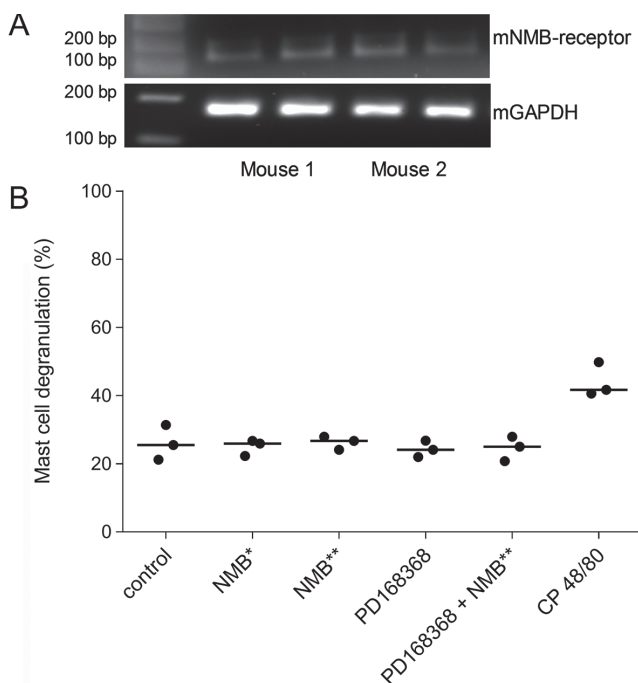 A
200 bp
100 bp
mNMB-receptor
200 bp
100 bp
mGAPDH
Mouse 1 Mouse 2
B
Mast cell degranulation (%)
100
80
60
40
20
0
control
NMB*
NMB**
PD168368
PD168368 + NMB**
CP 48/80